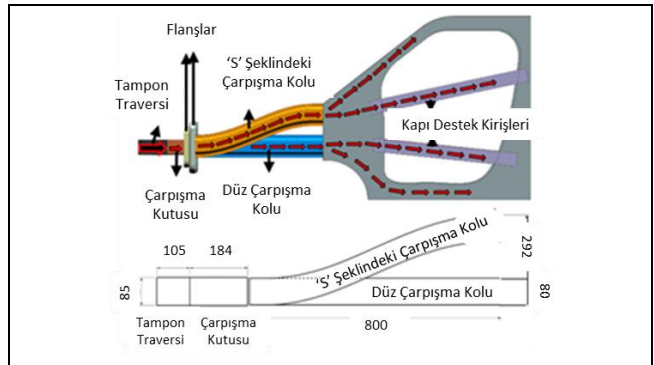 Flanşlar
'S' Şeklindeki
Çarpışma Kolu
Tampon
Traversi
Kapı Destek Kirişleri
Çarpışma
Kutusu
Düz Çarpışma
Kolu
105
184
'S' Şeklindeki Çarpışma Kolu
292
85
Düz Çarpışma Kolu
80
Tampon
Traversi
Çarpışma
Kutusu
800